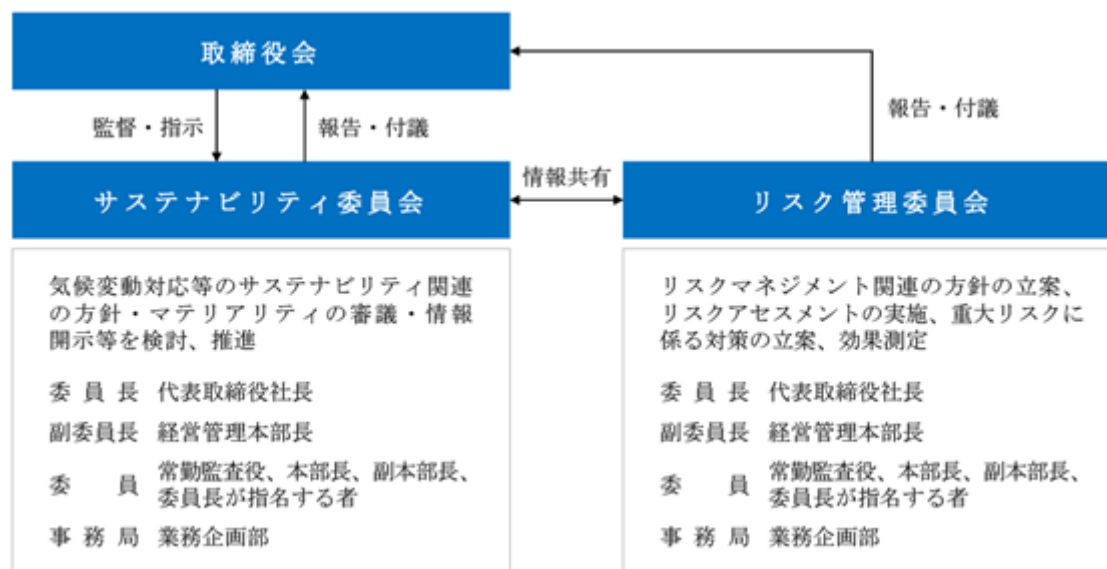 取締役会
監督・指示
報告・付議
報告・付議
サステナビリティ委員会
情報共有
リスク管理委員会
気候変動対応等のサステナビリティ関連
の方針・マテリアリティの審議・情報
開示等を検討、推進
委員長 代表取締役社長
副委員長 経営管理本部長
委員 常勤監査役、本部長、副本部長、
委員長が指名する者
事務局 業務企画部
リスクマネジメント関連の方針の立案、
リスクアセスメントの実施、重大リスクに
係る対策の立案、効果測定
委員長 代表取締役社長
副委員長 経営管理本部長
委員 常勤監査役、本部長、副本部長、
委員長が指名する者
事務局 業務企画部